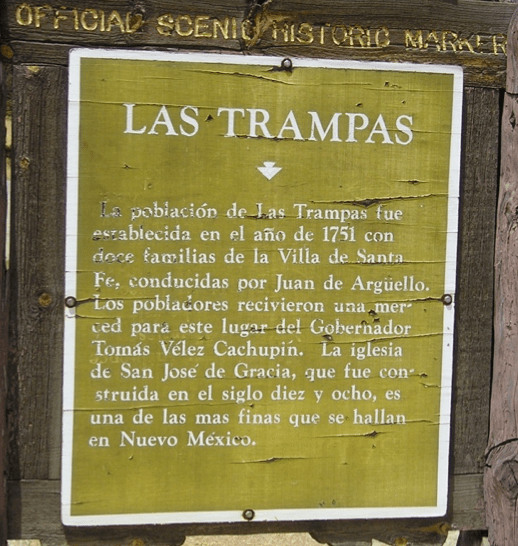 OFFICIAL SCENIC HISTORIC MARKER
LAS TRAMPAS
La población de Las Trampas fue
establecida en el año de 1751 con
doce familias de la Villa de Santa
Fe, conducidas por Juan de Argüello.
Los pobladores recivieron una mer-
ced para este lugar del Gobernador
Tomás Vélez Cachupín. La iglesia
de San José de Gracia, que fue con-
struida en el siglo diez y ocho, es
una de las mas finas que se hallan
en Nuevo México.